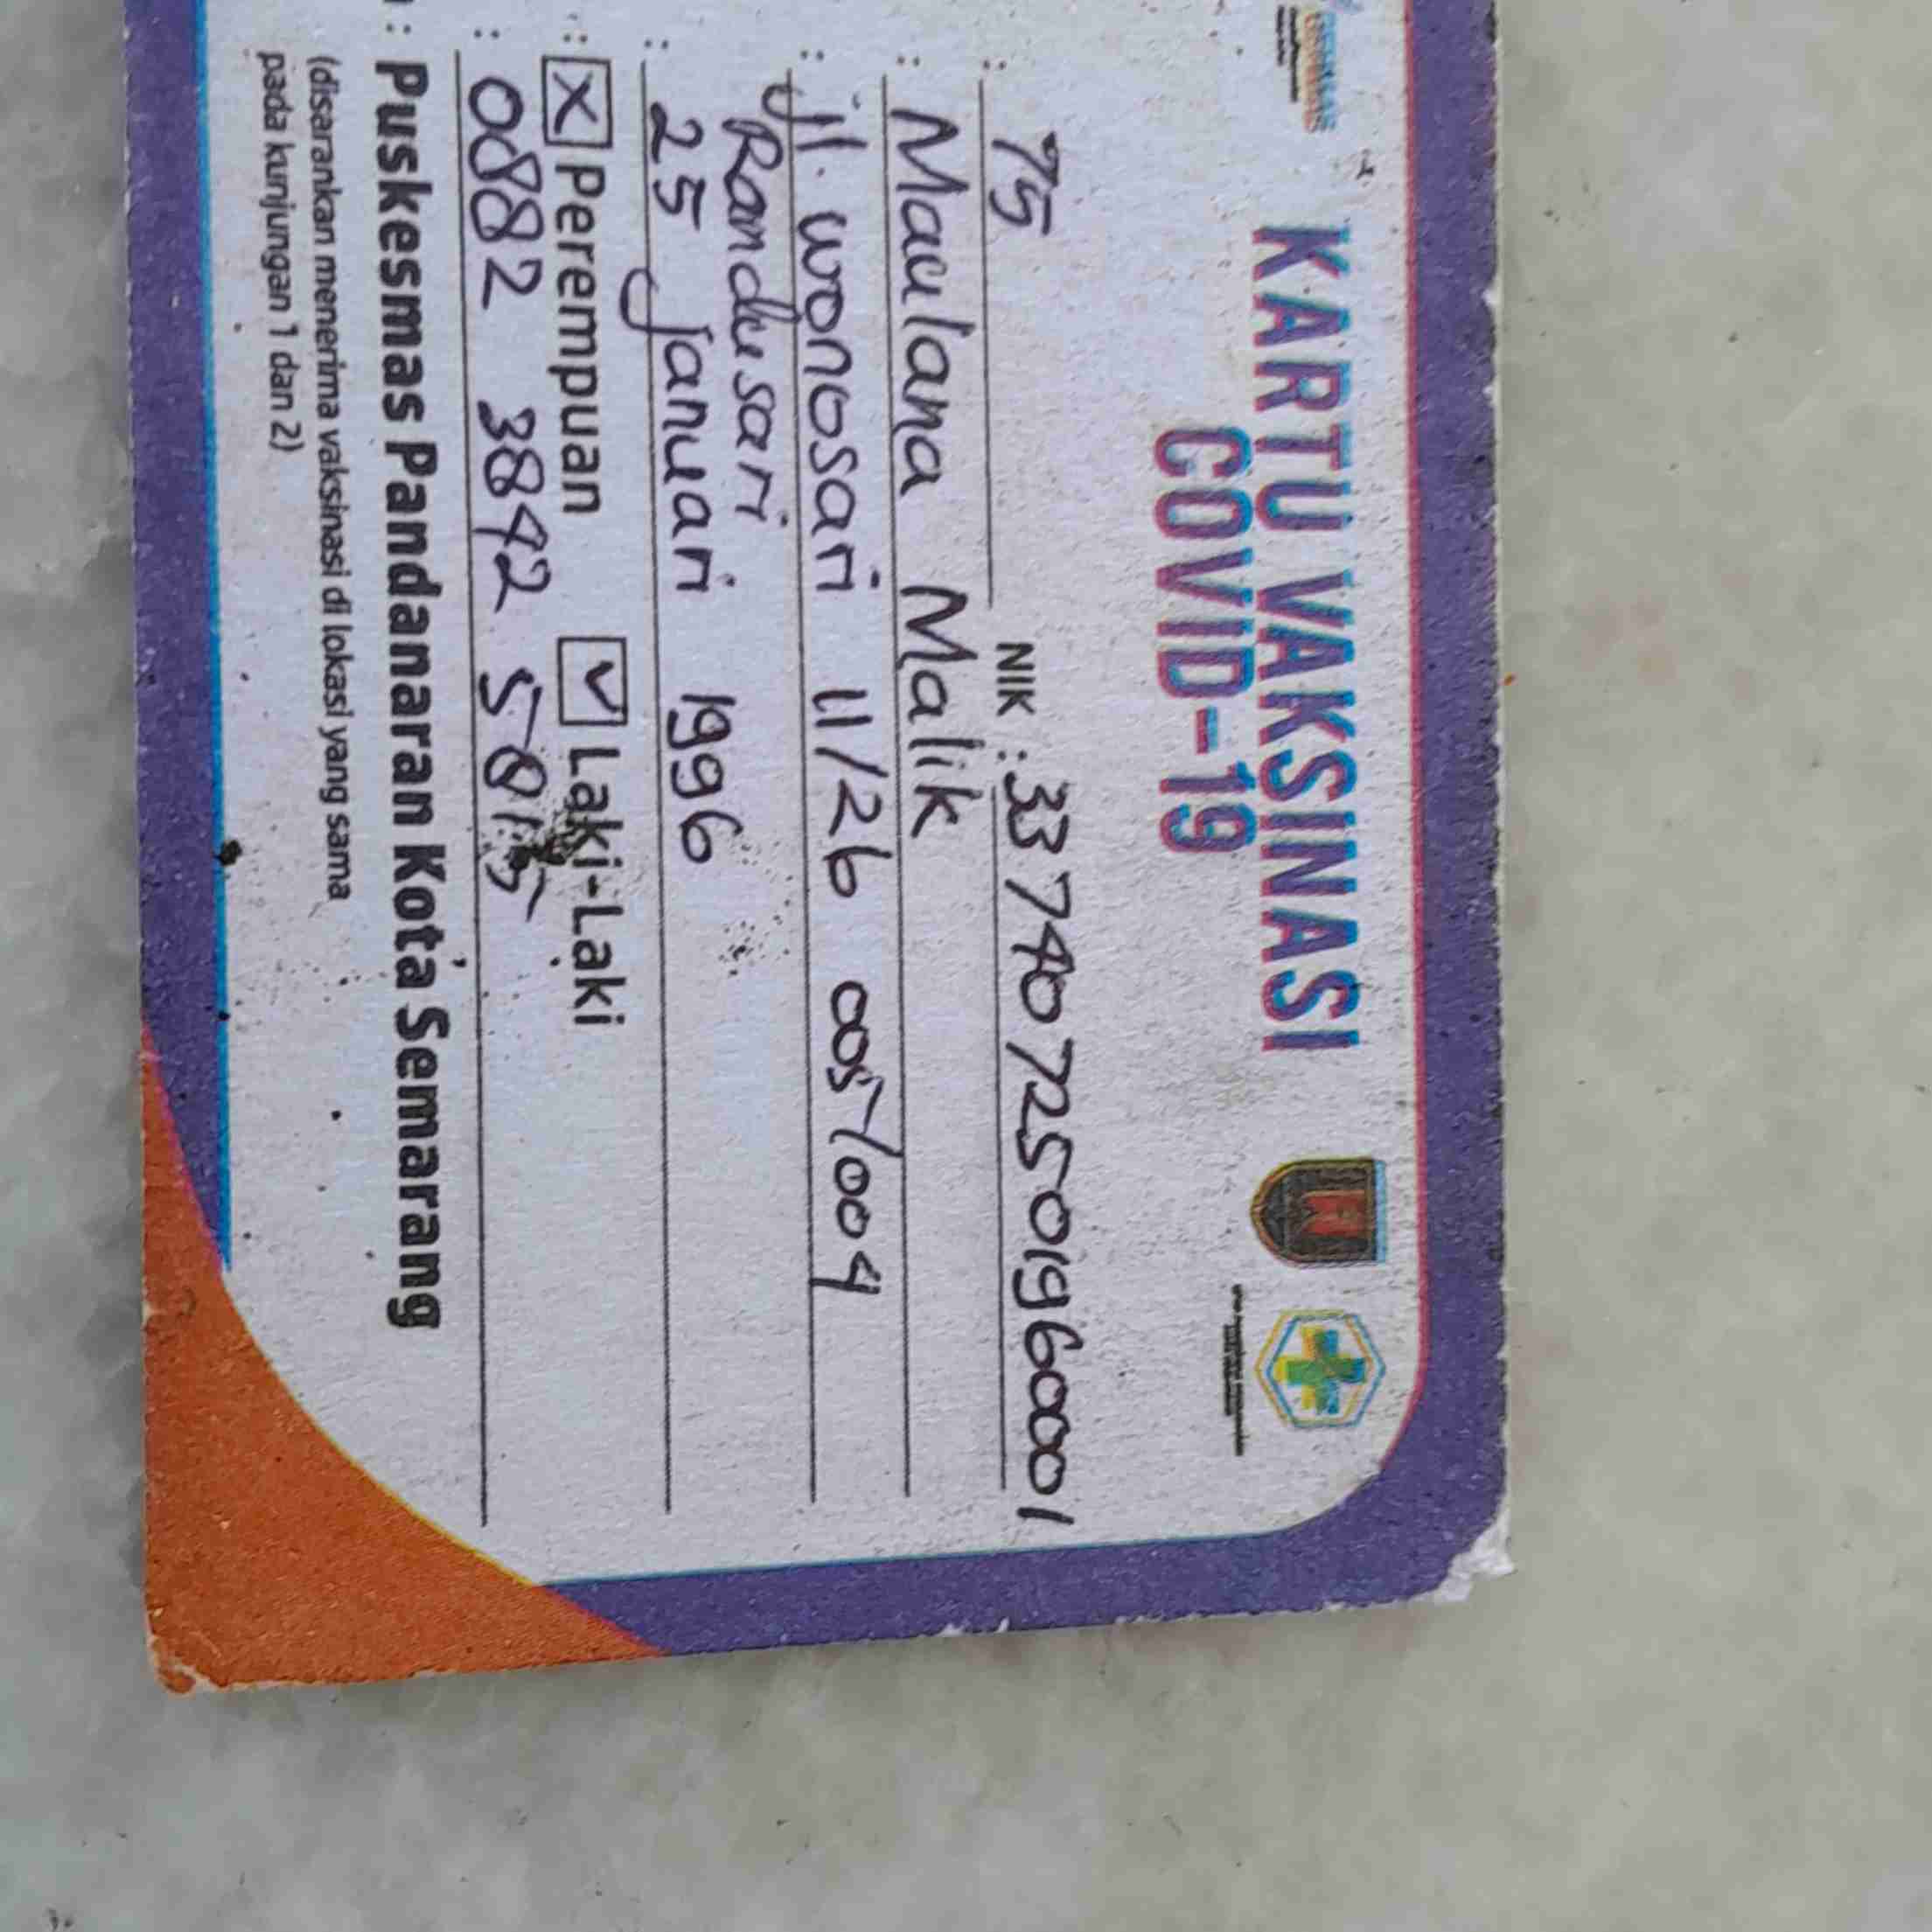 KARTU VAKSINASI
COVID-19
: 75 NIK : 3374072501960001
: Maulana Malik
: jl. wonosari 11/26 005/004
Randusari
: 25 januari 1996
: X Perempuan ✓ Laki-Laki
: 0882 3842 5815
: Puskesmas Pandanaran Kota Semarang
(disarankan menerima vaksinasi di lokasi yang sama
pada kunjungan 1 dan 2)